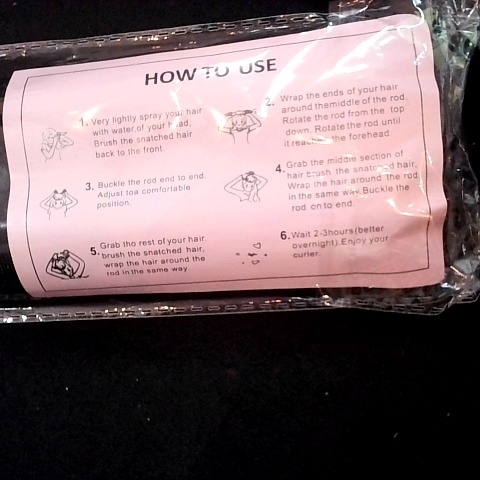 HOW TO USE
1. Very lightly spray your hair
with water,of your head,
Brush the snatched hair
back to the front.
2. Wrap the ends of your hair
around themiddle of the rod.
Rotate the rod from the top
down. Rotate the rod until
it reaches the forehead.
3. Buckle the rod end to end.
Adjust toa comfortable
position.
4. Grab the middle section of
hair brush the snatched hair,
Wrap the hair around the rod
in the same way.Buckle the
rod on to end.
5. Grab tho rest of your hair.
brush the snatched hair,
wrap the hair around the
rod in the same way
6. Wait 2-3hours(better
overnight).Enjoy your
curler.